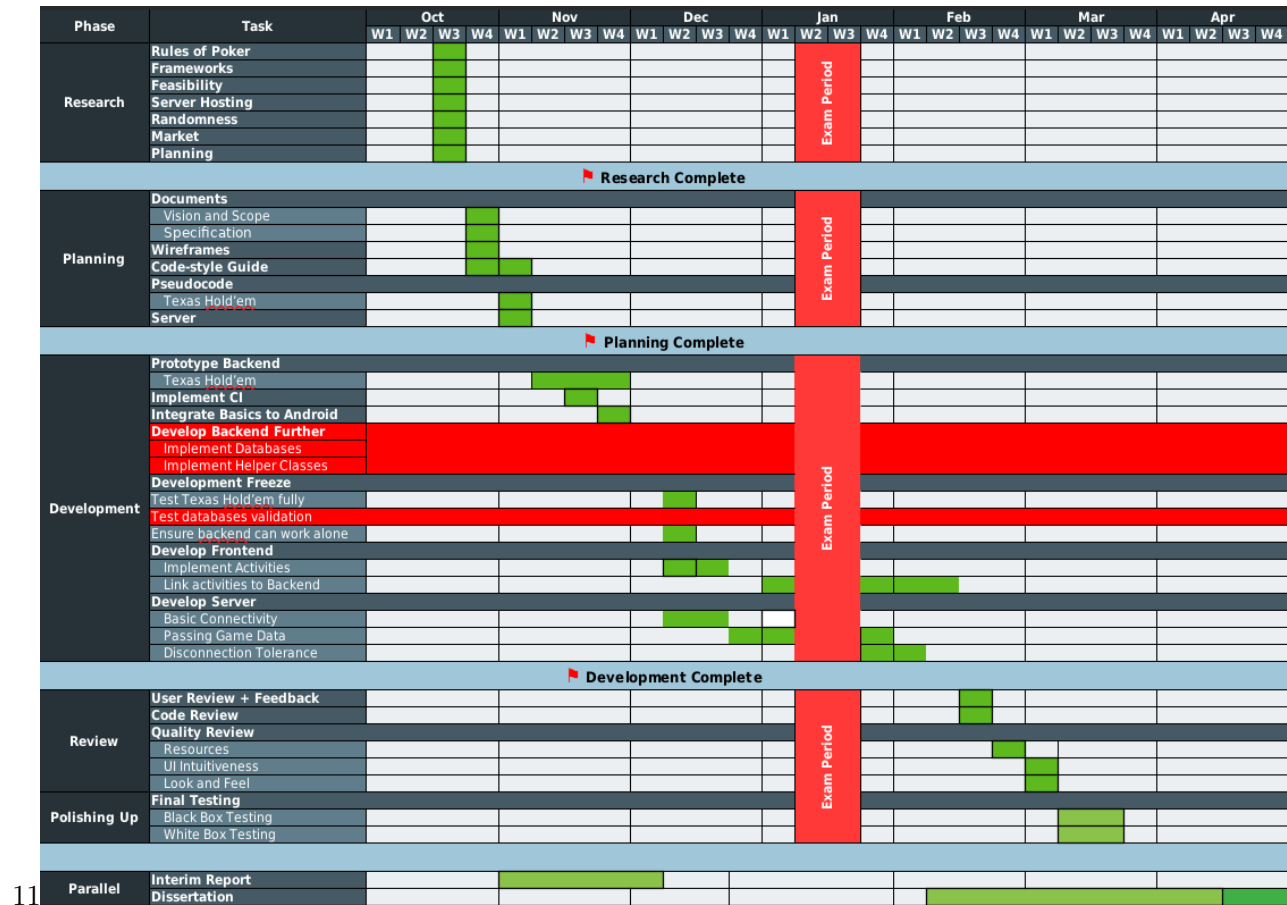 Phase Task Oct Nov Dec Jan Feb Mar Apr
W1 W2 W3 W4 W1 W2 W3 W4 W1 W2 W3 W4 W1 W2 W3 W4 W1 W2 W3 W4 W1 W2 W3 W4 W1 W2 W3 W4
Research
Rules of Poker
Frameworks
Feasibility
Server Hosting
Randomness
Market
Planning
Exam Period
Research Complete
Planning
Documents
Vision and Scope
Specification
Wireframes
Code-style Guide
Pseudocode
Texas Hold'em
Server
Exam Period
Planning Complete
Development
Prototype Backend
Texas Hold'em
Implement CI
Integrate Basics to Android
Develop Backend Further
Implement Databases
Implement Helper Classes
Development Freeze
Test Texas Hold'em fully
Test databases validation
Ensure backend can work alone
Develop Frontend
Implement Activities
Link activities to Backend
Develop Server
Basic Connectivity
Passing Game Data
Disconnection Tolerance
Exam Period
Development Complete
Review
User Review + Feedback
Code Review
Quality Review
Resources
UI Intuitiveness
Look and Feel
Exam Period
Polishing Up
Final Testing
Black Box Testing
White Box Testing
11
Parallel
Interim Report
Dissertation